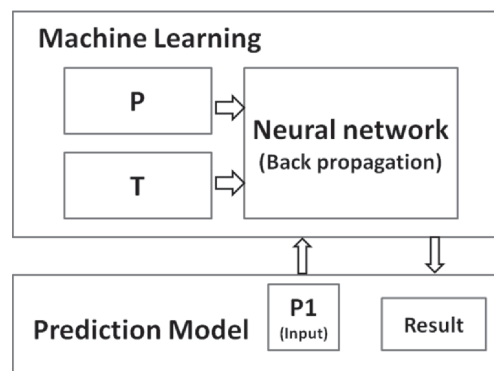 Machine Learning
P
T
Neural network
(Back propagation)
P1
(Input)
Prediction Model
Result